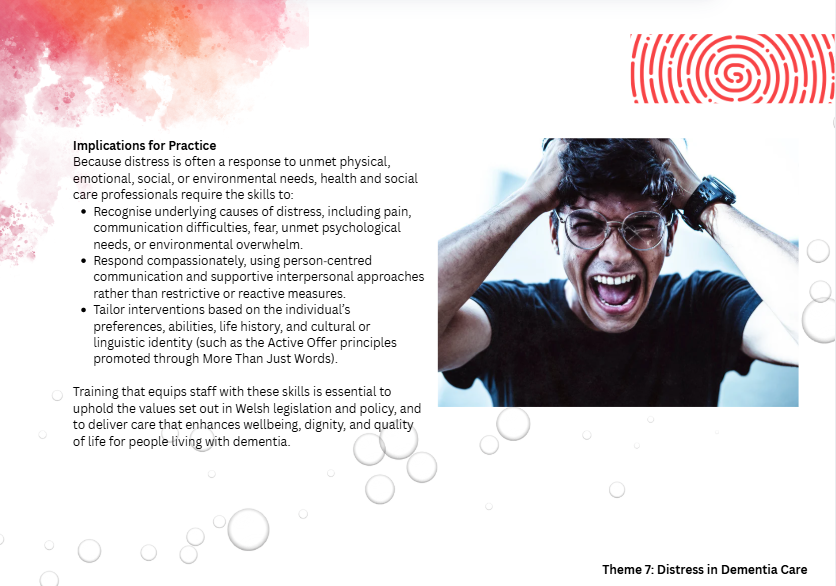 Implications for Practice
Because distress is often a response to unmet physical,
emotional, social, or environmental needs, health and social
care professionals require the skills to:
• Recognise underlying causes of distress, including pain,
communication difficulties, fear, unmet psychological
needs, or environmental overwhelm.
• Respond compassionately, using person-centred
communication and supportive interpersonal approaches
rather than restrictive or reactive measures.
• Tailor interventions based on the individual’s
preferences, abilities, life history, and cultural or
linguistic identity (such as the Active Offer principles
promoted through More Than Just Words).
Training that equips staff with these skills is essential to
uphold the values set out in Welsh legislation and policy, and
to deliver care that enhances wellbeing, dignity, and quality
of life for people living with dementia.
Theme 7: Distress in Dementia Care